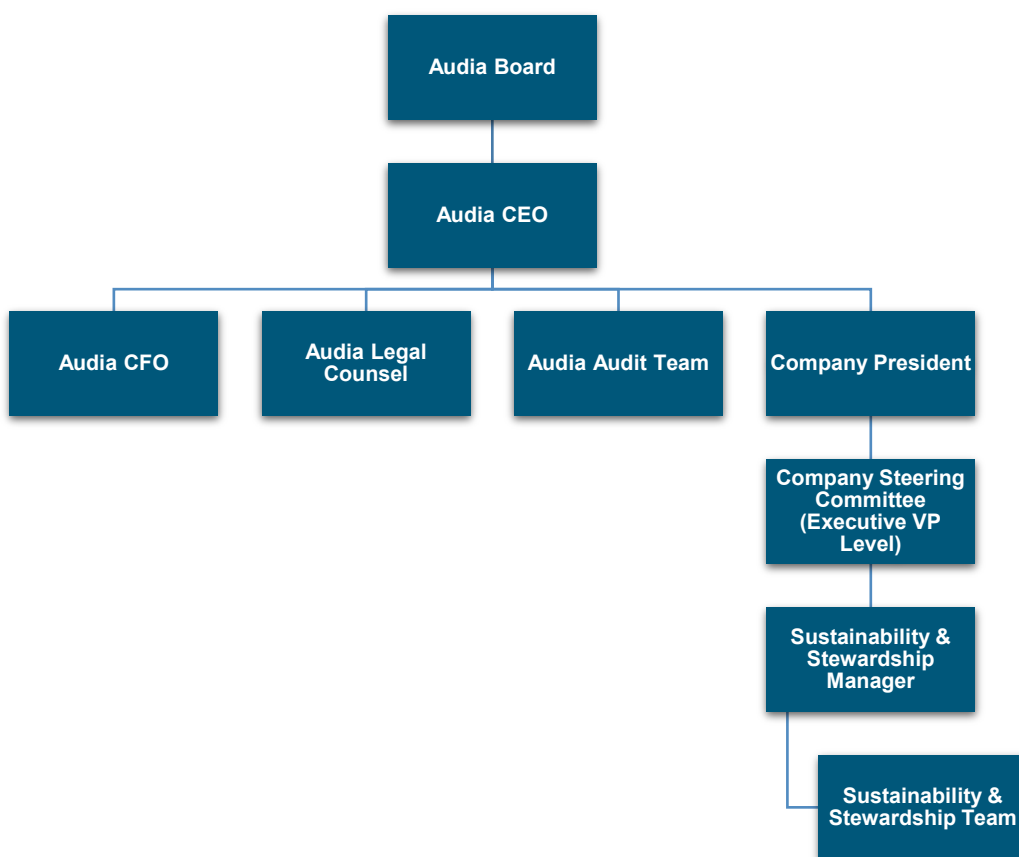 Audia Board
Audia CEO
Audia CFO
Audia Legal
Counsel
Audia Audit Team
Company President
Company Steering
Committee
(Executive VP
Level)
Sustainability &
Stewardship
Manager
Sustainability &
Stewardship Team